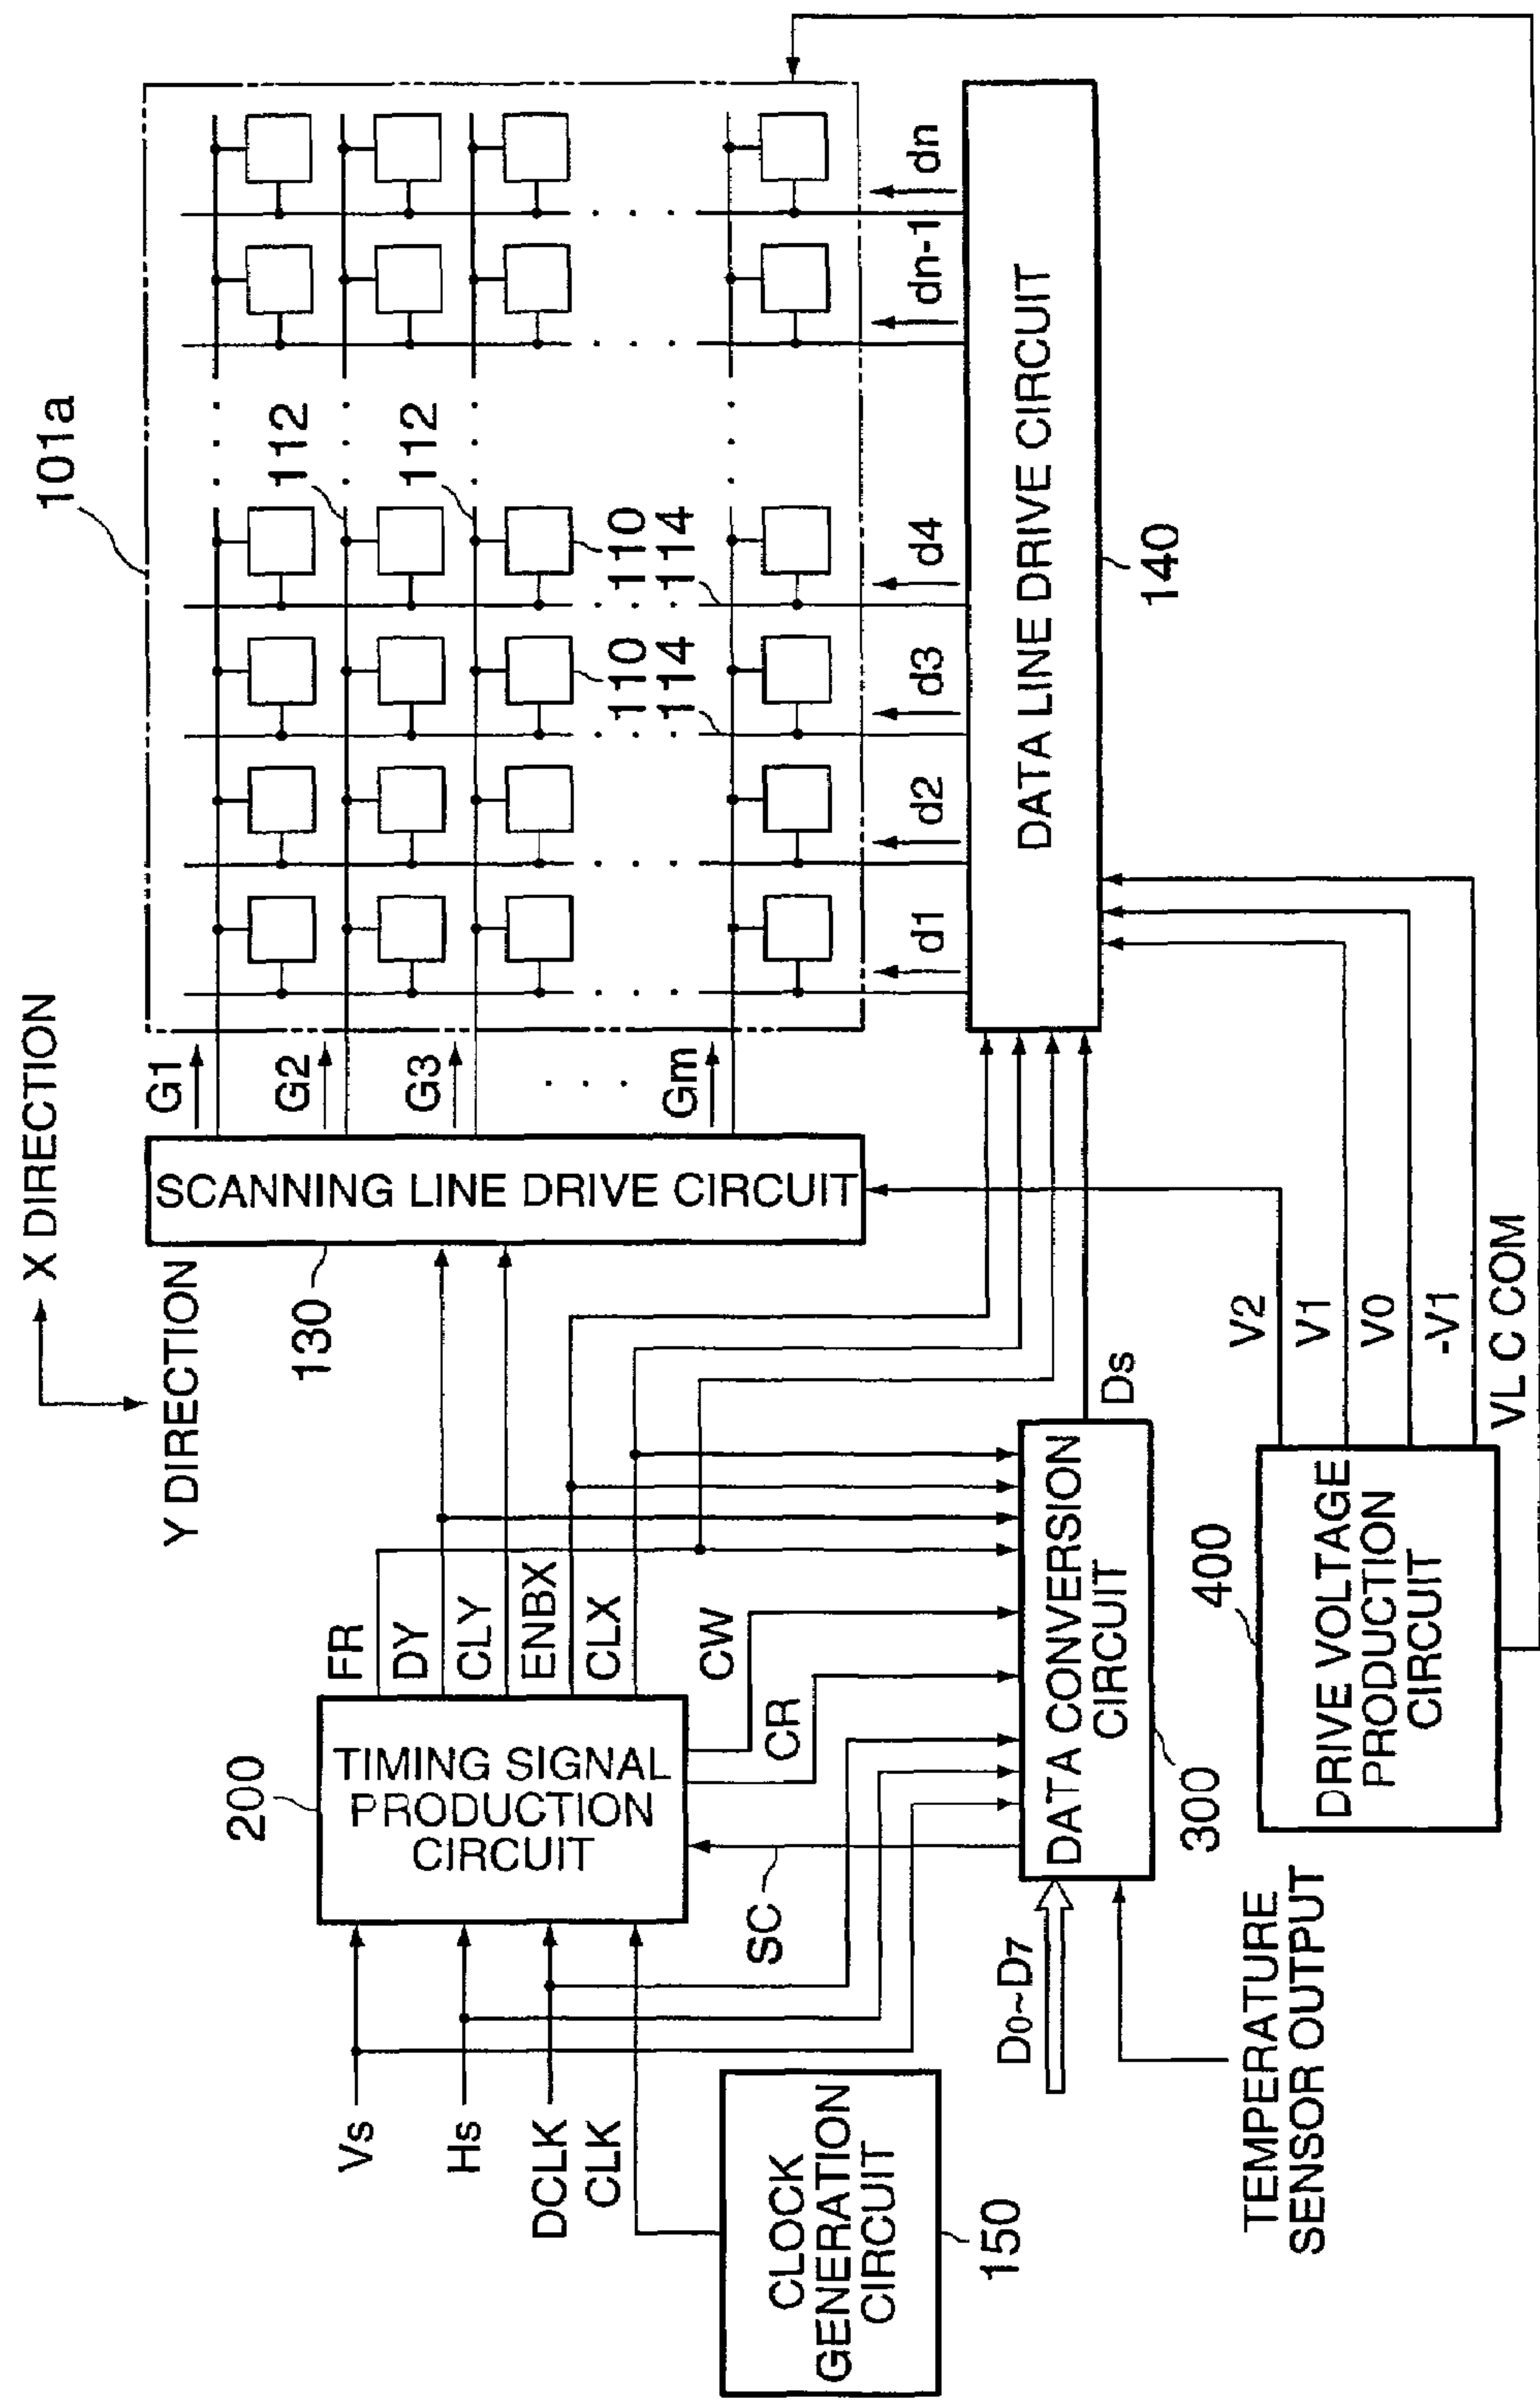 X DIRECTION
Y DIRECTION
101a
G1
G2
G3
Gm
112
112
110
114
110
114
SCANNING LINE DRIVE CIRCUIT
130
d1
d2
d3
d4
dn-1
dn
DATA LINE DRIVE CIRCUIT
140
FR
DY
CLY
ENBX
CLX
CW
CR
SC
200
TIMING SIGNAL
PRODUCTION
CIRCUIT
Vs
Hs
DCLK
CLK
CLOCK
GENERATION
CIRCUIT
150
D0~D7
DATA CONVERSION
CIRCUIT
300
Ds
TEMPERATURE
SENSOR OUTPUT
400
DRIVE VOLTAGE
PRODUCTION
CIRCUIT
V2
V1
V0
-V1
VL C COM